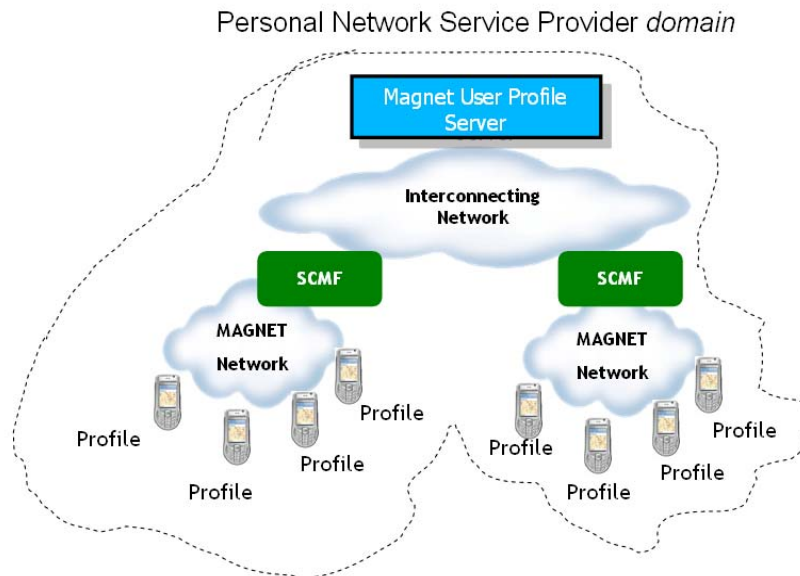 Personal Network Service Provider domain
Magnet User Profile
Server
Interconnecting
Network
SCMF
SCMF
MAGNET
Network
MAGNET
Network
Profile
Profile
Profile
Profile
Profile
Profile
Profile
Profile